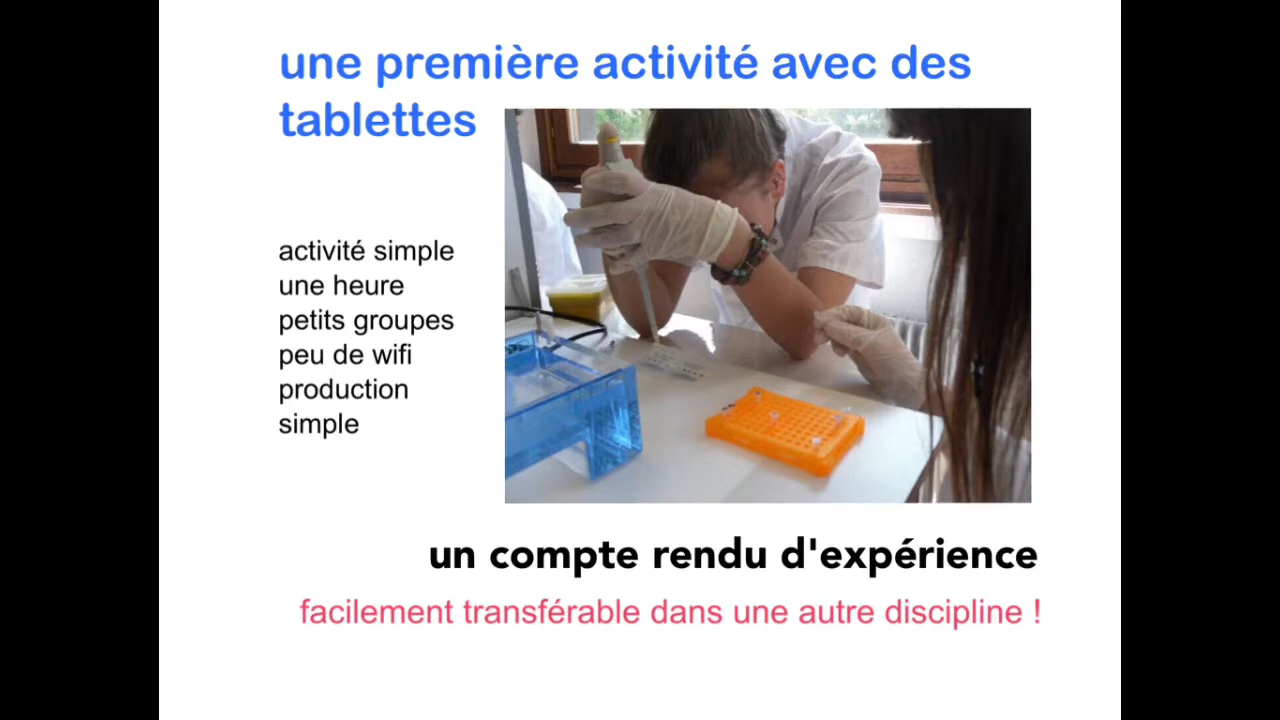 une première activité avec des
tablettes
activité simple
une heure
petits groupes
peu de wifi
production
simple
un compte rendu d'expérience
facilement transférable dans une autre discipline !